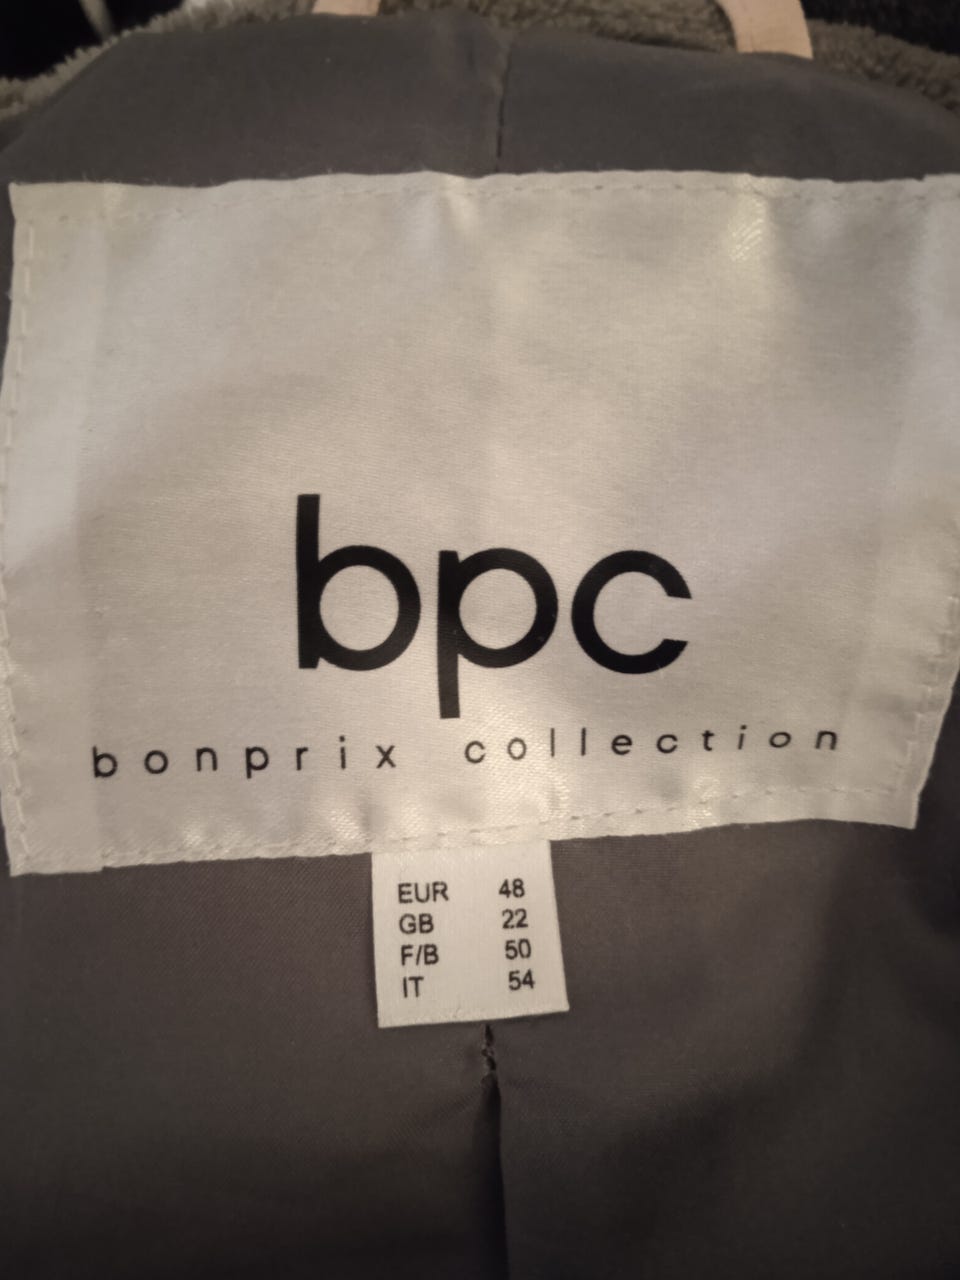 bpc
bonprix collection
EUR 48
GB 22
F/B 50
IT 54